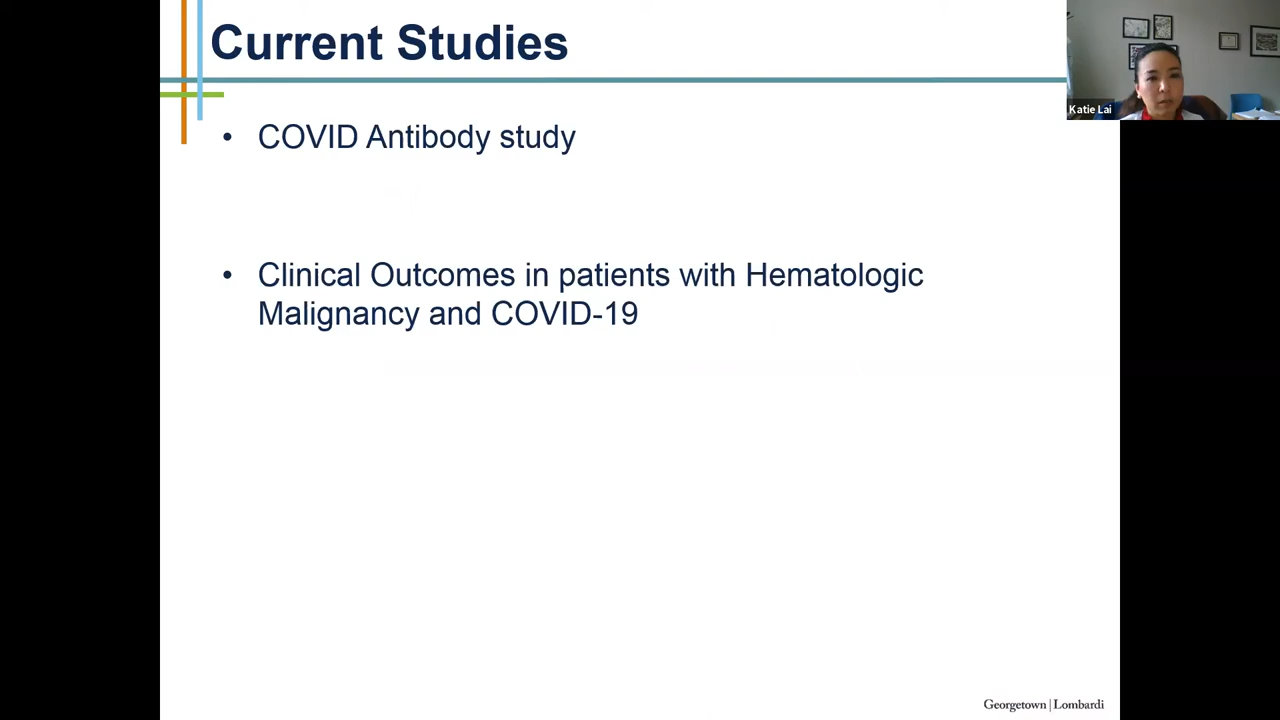 Current Studies
Katie Lai
• COVID Antibody study
• Clinical Outcomes in patients with Hematologic
Malignancy and COVID-19
Georgetown | Lombardi